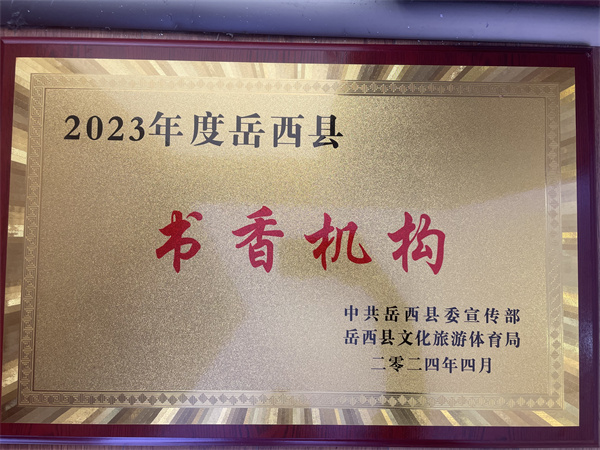 2023年度岳西县
书香机构
中共岳西县委宣传部
岳西县文化旅游体育局
二零二四年四月